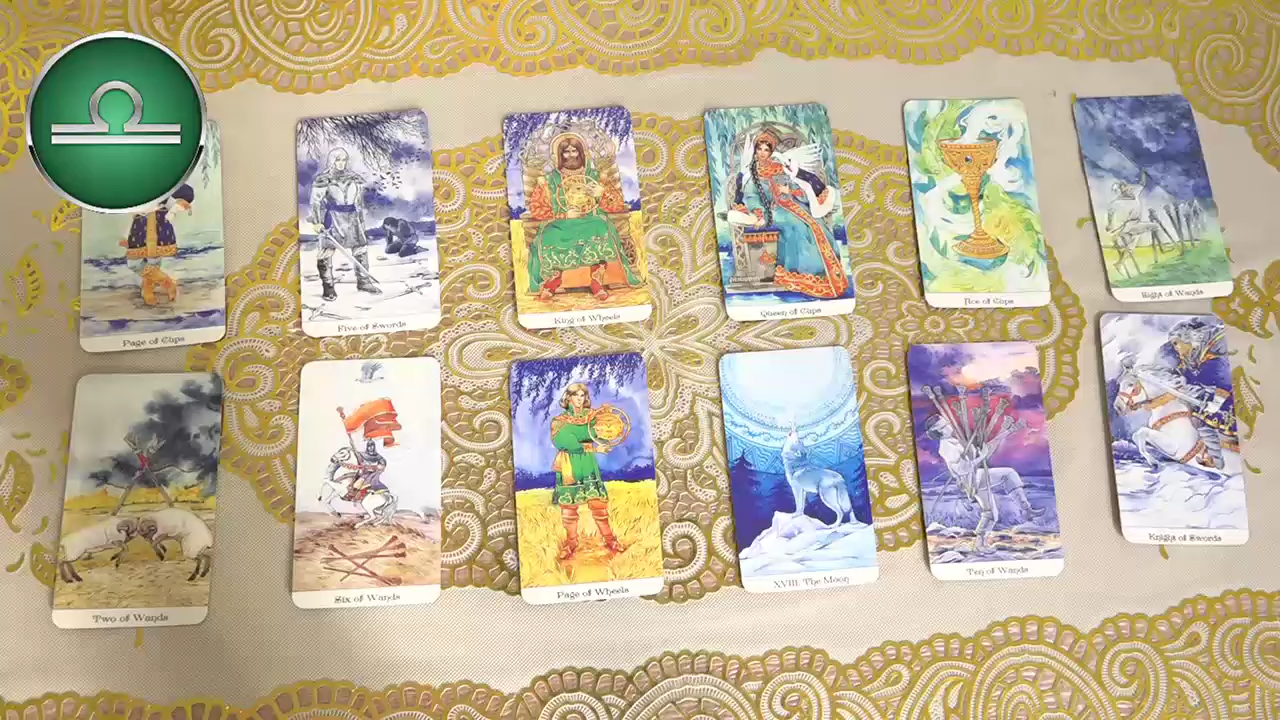 Page of Cups
Five of Swords
King of Wheels
Queen of Cups
Ace of Cups
Eight of Wands
Two of Wands
Six of Wands
Page of Wheels
XVIII. The Moon
Ten of Wands
Knight of Swords